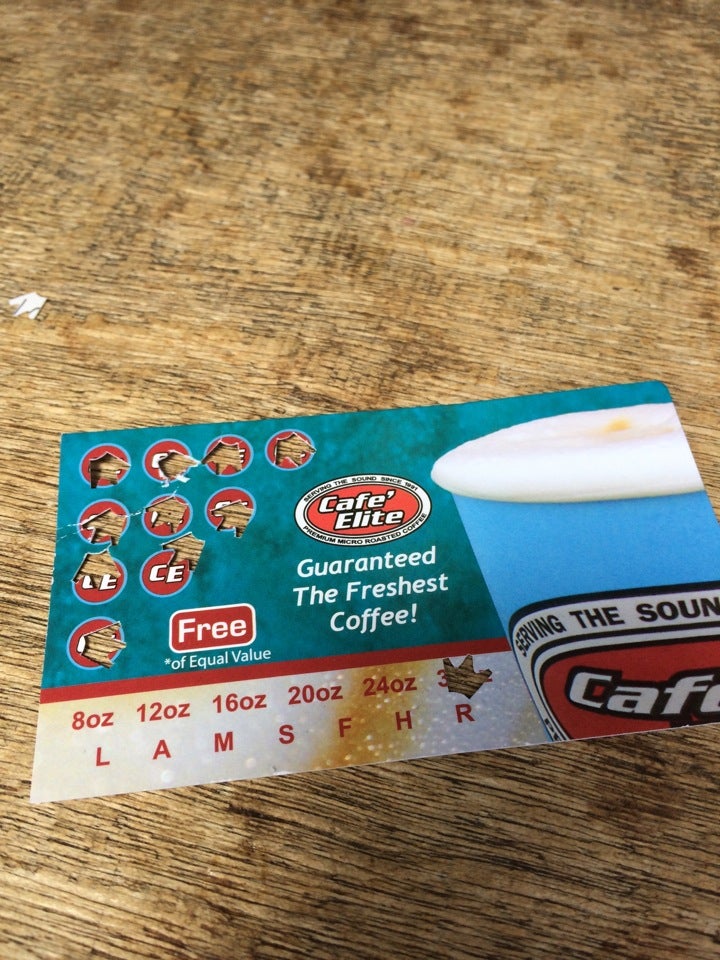 SERVING THE SOUND SINCE 1991
Cafe'
Elite
PREMIUM MICRO ROASTED COFFEE
Guaranteed
The Freshest
Coffee!
CE
Free
*of Equal Value
8oz 12oz 16oz 20oz 24oz
L A M S F H R
SERVING THE SOUN
Cafe